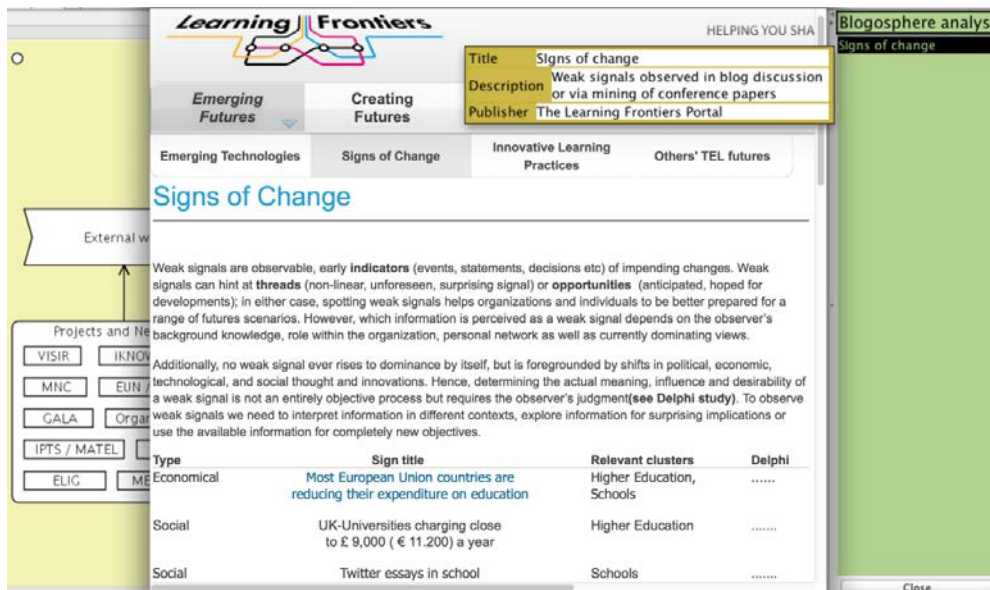 Learning Frontiers
HELPING YOU SHA
Title SIgns of change
Description Weak signals observed in blog discussion
or via mining of conference papers
Publisher The Learning Frontiers Portal
Blogosphere analys
SIgns of change
Emerging
Futures
Creating
Futures
Emerging Technologies
Signs of Change
Innovative Learning
Practices
Others' TEL futures
Signs of Change
External w
Projects and Ne
VISIR IKNOW
MNC EUN /
GALA Organ
IPTS / MATEL
ELIG ME
Weak signals are observable, early indicators (events, statements, decisions etc) of impending changes. Weak
signals can hint at threads (non-linear, unforeseen, surprising signal) or opportunities (anticipated, hoped for
developments); in either case, spotting weak signals helps organizations and individuals to be better prepared for a
range of futures scenarios. However, which information is perceived as a weak signal depends on the observer's
background knowledge, role within the organization, personal network as well as currently dominating views.
Additionally, no weak signal ever rises to dominance by itself, but is foregrounded by shifts in political, economic,
technological, and social thought and innovations. Hence, determining the actual meaning, influence and desirability of
a weak signal is not an entirely objective process but requires the observer's judgment(see Delphi study). To observe
weak signals we need to interpret information in different contexts, explore information for surprising implications or
use the available information for completely new objectives.
Type Sign title Relevant clusters Delphi
Economical Most European Union countries are Higher Education, ......
reducing their expenditure on education Schools
Social UK-Universities charging close Higher Education .......
to £ 9,000 ( € 11.200) a year
Social Twitter essays in school Schools .......
Close